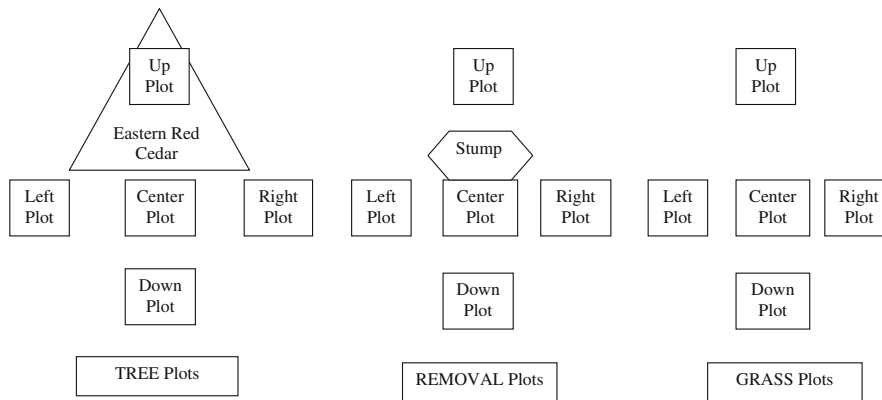 Up
Plot
Eastern Red
Cedar
Left
Plot
Center
Plot
Right
Plot
Down
Plot
TREE Plots
Up
Plot
Stump
Left
Plot
Center
Plot
Right
Plot
Down
Plot
REMOVAL Plots
Up
Plot
Left
Plot
Center
Plot
Right
Plot
Down
Plot
GRASS Plots